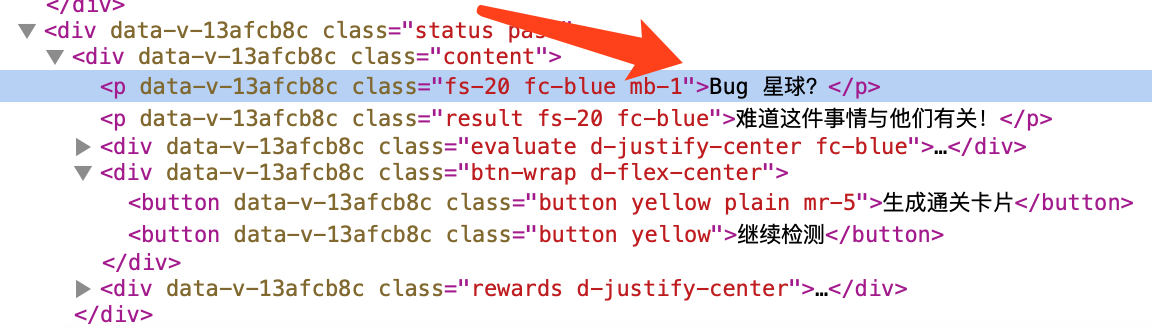 </div>
<div data-v-13afcb8c class="status pas
<div data-v-13afcb8c class="content">
<p data-v-13afcb8c class="fs-20 fc-blue mb-1">Bug 星球？</p>
<p data-v-13afcb8c class="result fs-20 fc-blue">难道这件事情与他们有关！</p>
<div data-v-13afcb8c class="evaluate d-justify-center fc-blue">…</div>
<div data-v-13afcb8c class="btn-wrap d-flex-center">
<button data-v-13afcb8c class="button yellow plain mr-5">生成通关卡片</button>
<button data-v-13afcb8c class="button yellow">继续检测</button>
</div>
<div data-v-13afcb8c class="rewards d-justify-center">…</div>
</div>